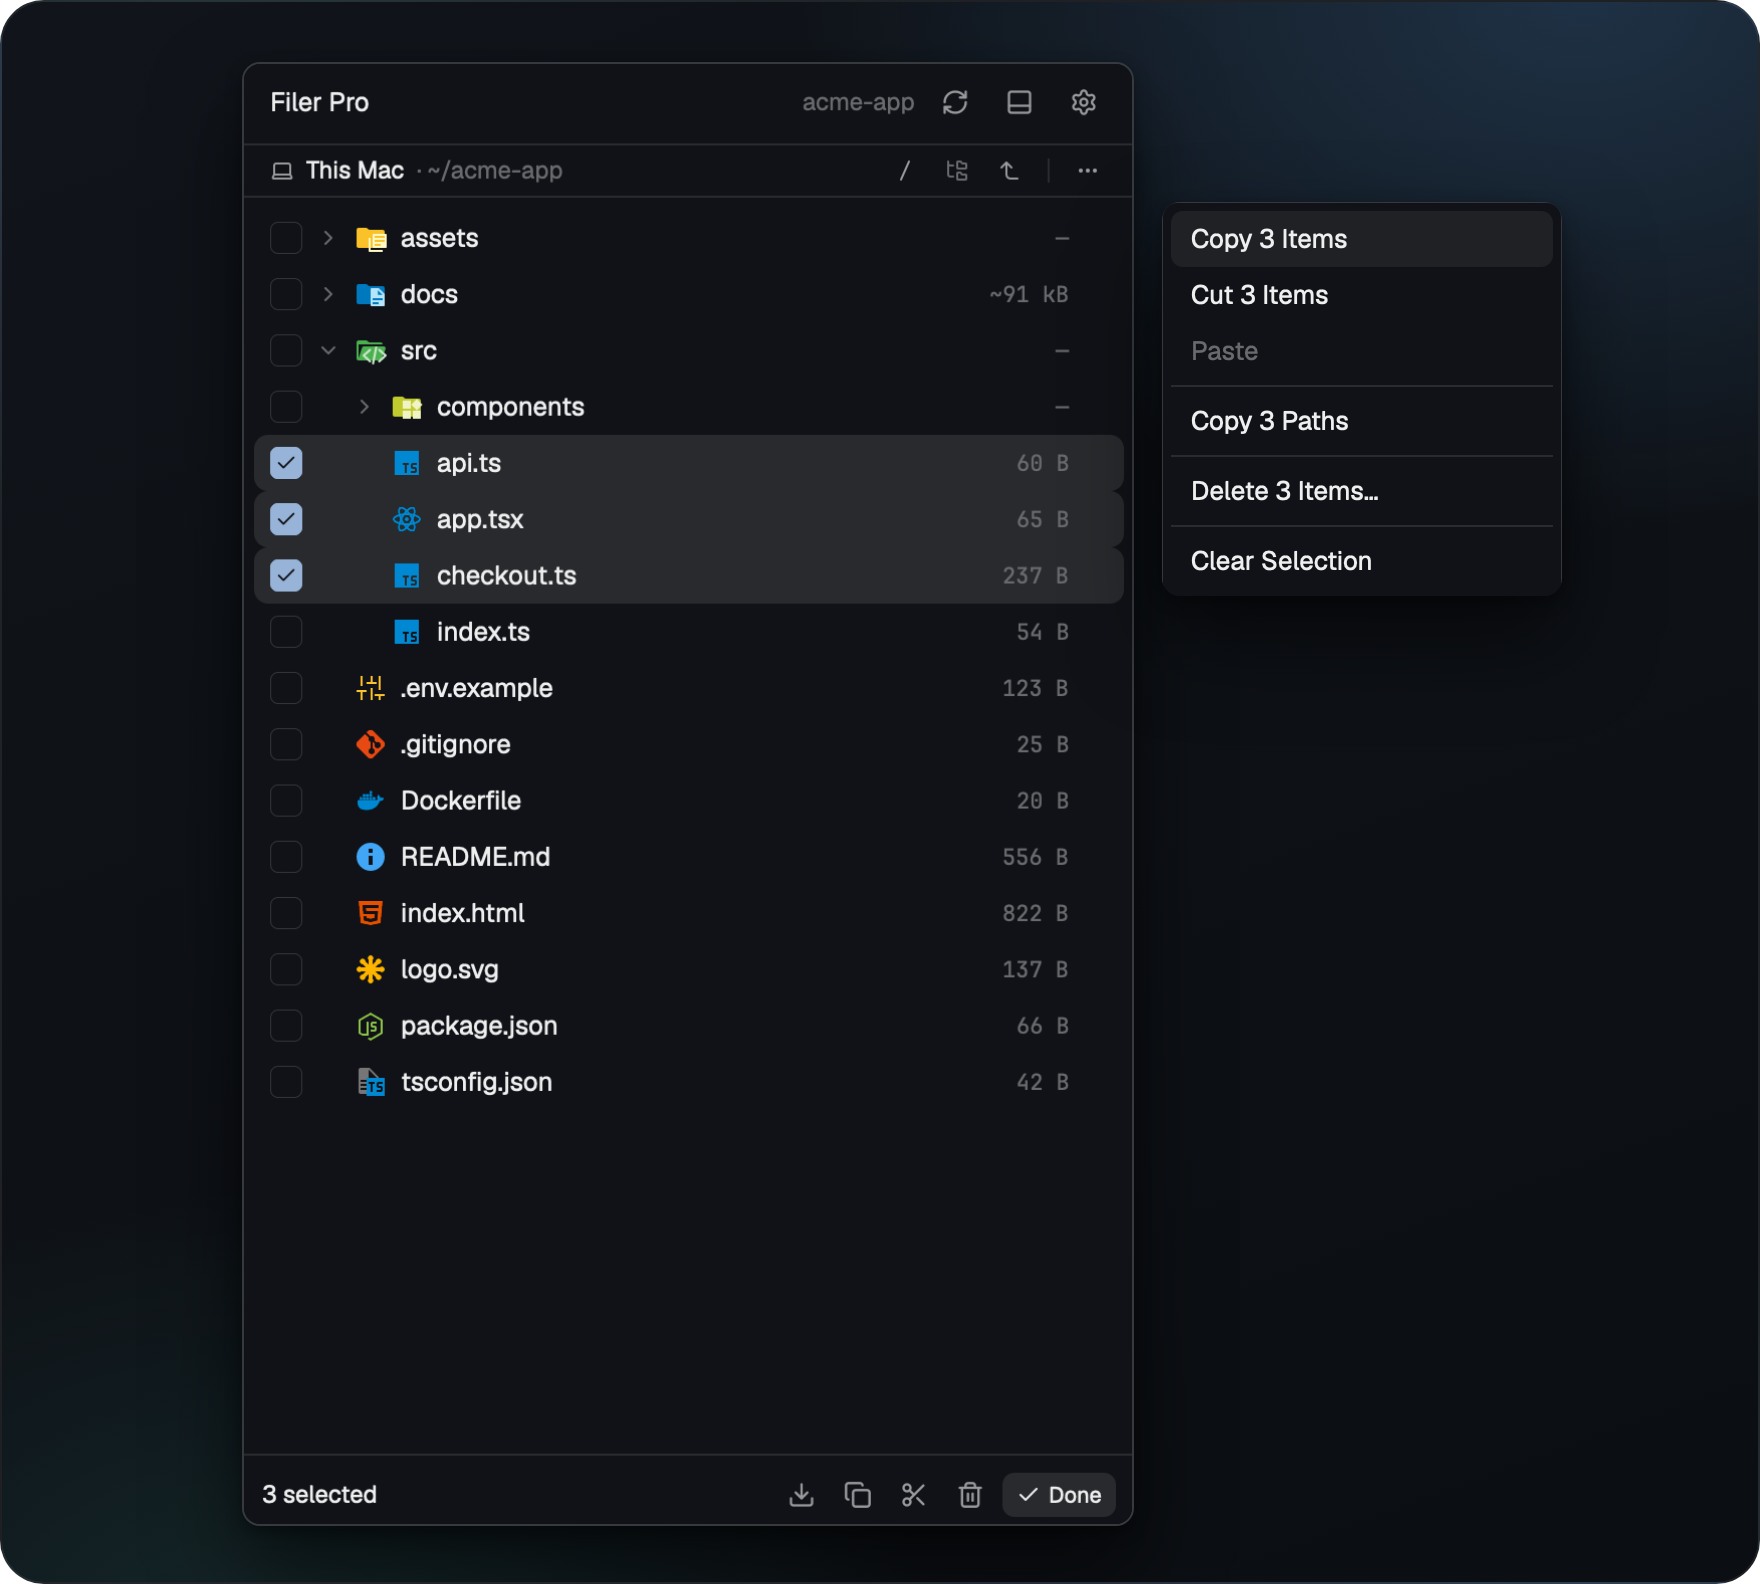 Filer Pro
acme-app
This Mac · ~/acme-app
/
assets –
docs ~91 kB
src –
components –
api.ts 60 B
app.tsx 65 B
checkout.ts 237 B
index.ts 54 B
.env.example 123 B
.gitignore 25 B
Dockerfile 20 B
README.md 556 B
index.html 822 B
logo.svg 137 B
package.json 66 B
tsconfig.json 42 B
3 selected
Done
Copy 3 Items
Cut 3 Items
Paste
Copy 3 Paths
Delete 3 Items…
Clear Selection